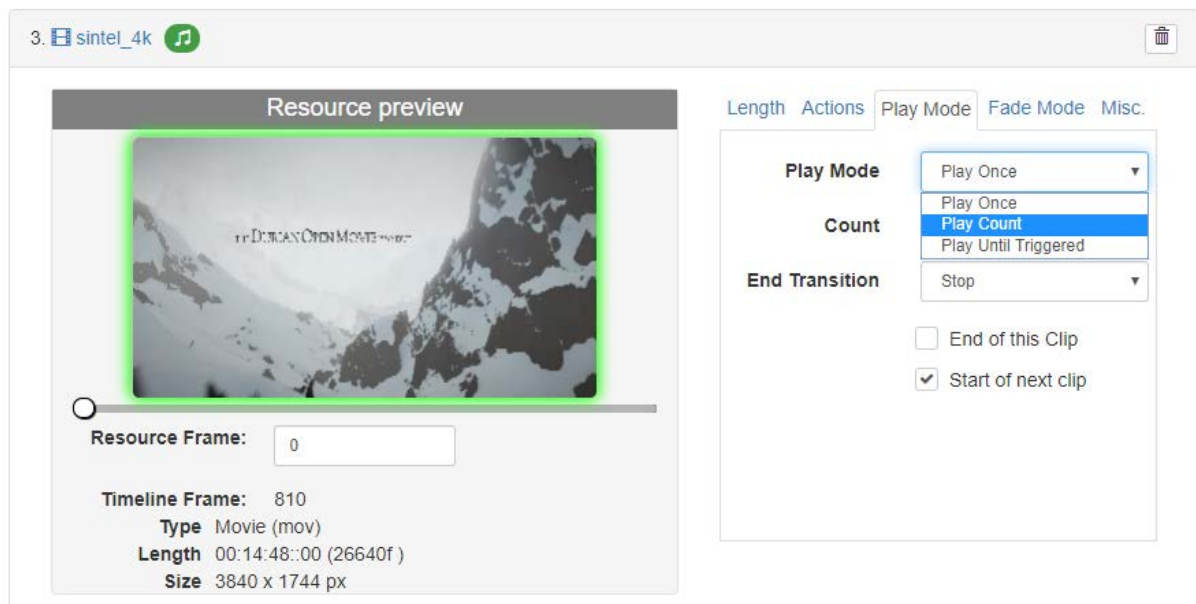 3. sintel_4k
Resource preview
OPEN MOVIE
Resource Frame: 0
Timeline Frame: 810
Type Movie (mov)
Length 00:14:48::00 (26640f )
Size 3840 x 1744 px
Length Actions Play Mode Fade Mode Misc.
Play Mode Play Once
Play Once
Play Count
Play Until Triggered
Count
End Transition Stop
End of this Clip
Start of next clip